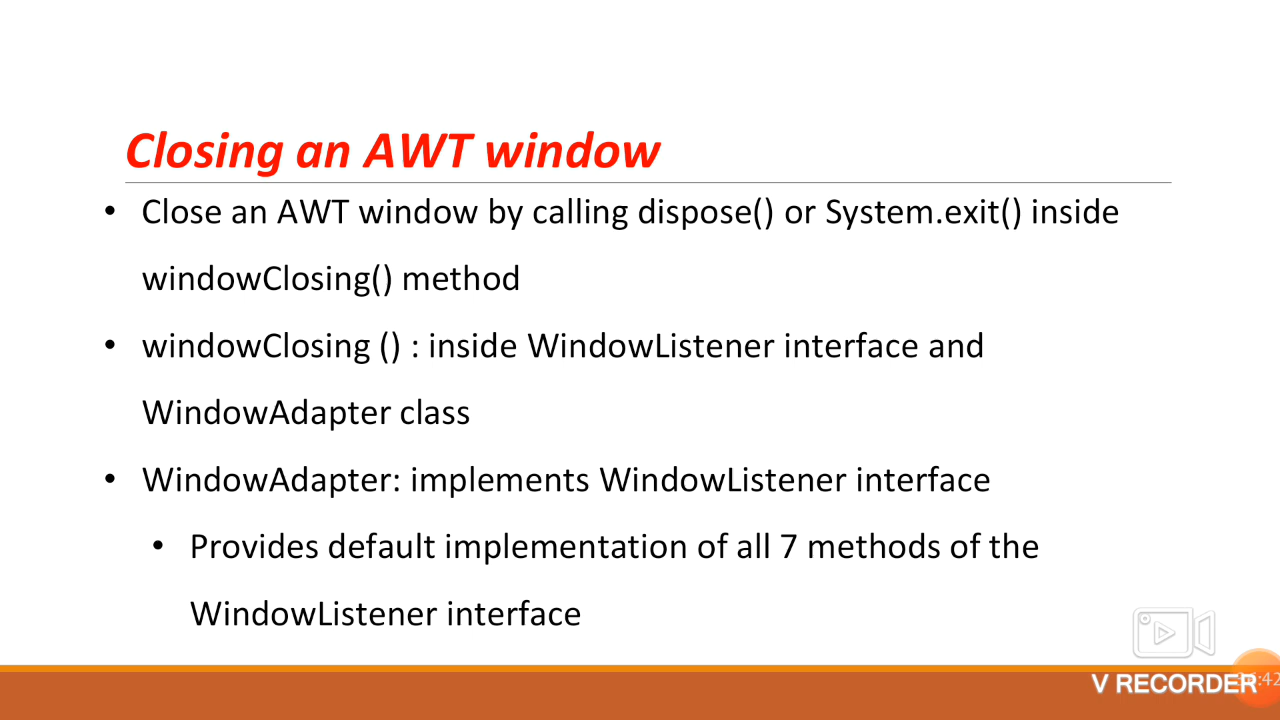 Closing an AWT window
• Close an AWT window by calling dispose() or System.exit() inside
windowClosing() method
• windowClosing () : inside WindowListener interface and
WindowAdapter class
• WindowAdapter: implements WindowListener interface
• Provides default implementation of all 7 methods of the
WindowListener interface
V RECORDER